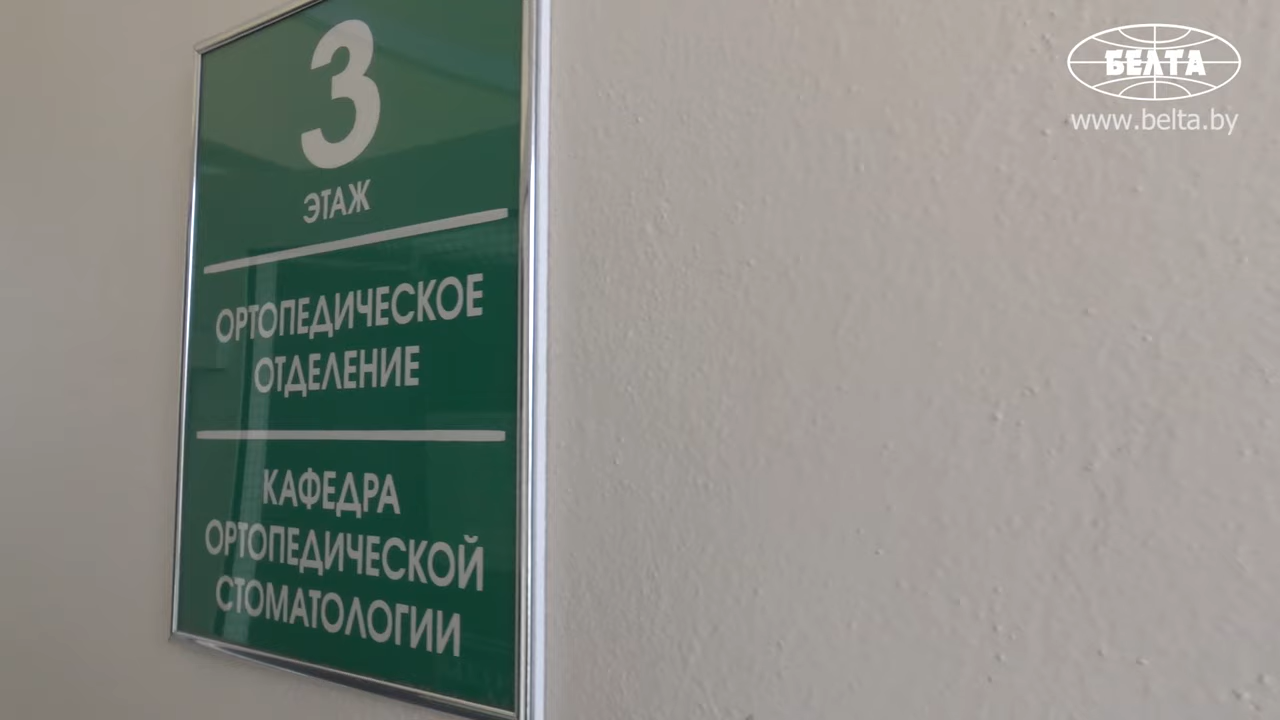 3
ЭТАЖ
ОРТОПЕДИЧЕСКОЕ
ОТДЕЛЕНИЕ
КАФЕДРА
ОРТОПЕДИЧЕСКОЙ
СТОМАТОЛОГИИ
БЕЛТА
www.belta.by